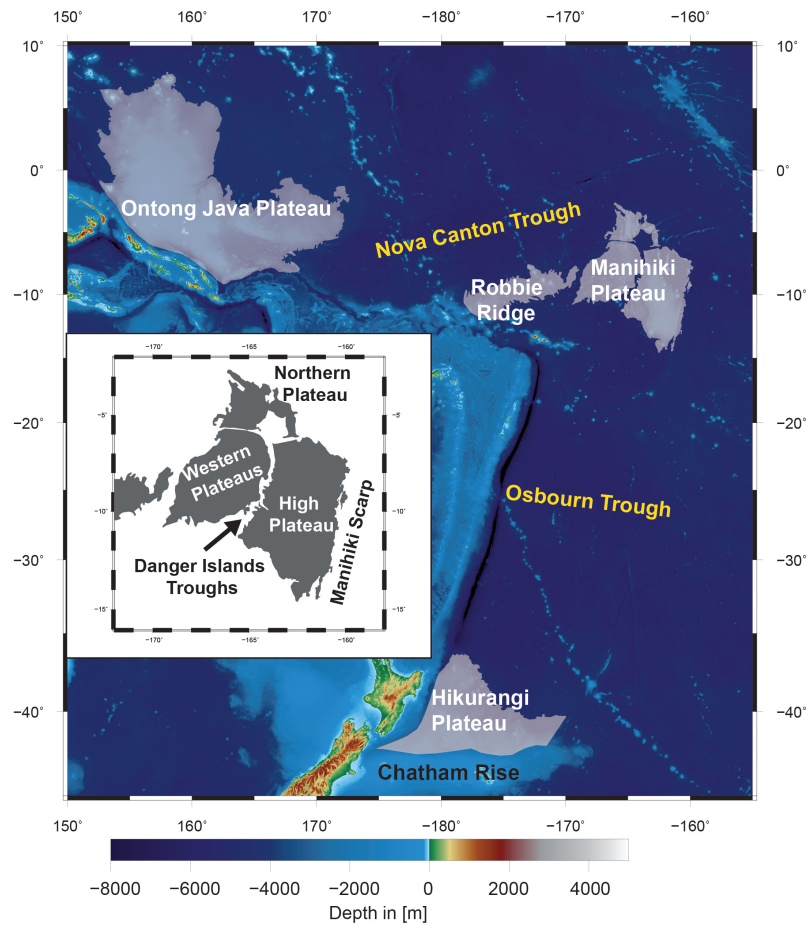 150˚ 160˚ 170˚ −180˚ −170˚ −160˚
10˚ 10˚
0˚ 0˚
Ontong Java Plateau
Nova Canton Trough
Manihiki
Plateau
Robbie
Ridge
−10˚ −10˚
−170˚ −165˚ −160˚
Northern
Plateau
−5˚ −5˚
Western
Plateaus
High
Plateau
−10˚ −10˚
Manihiki Scarp
Danger Islands
Troughs
−15˚ −15˚
−170˚ −165˚ −160˚
−20˚ −20˚
Osbourn Trough
−30˚ −30˚
Hikurangi
Plateau
−40˚ −40˚
Chatham Rise
150˚ 160˚ 170˚ −180˚ −170˚ −160˚
−8000 −6000 −4000 −2000 0 2000 4000
Depth in [m]